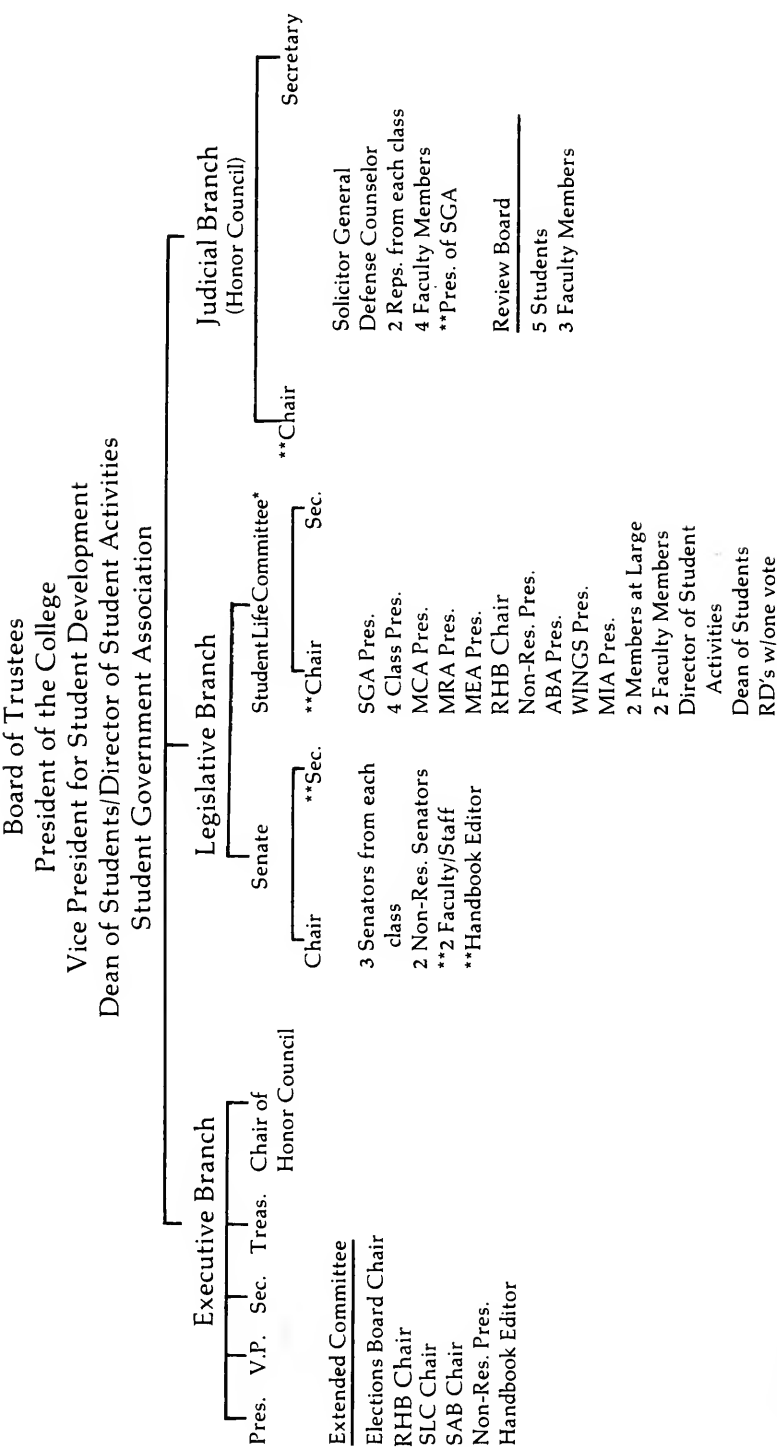 Board of Trustees
President of the College
Vice President for Student Development
Dean of Students/Director of Student Activities
Student Government Association
Executive Branch
Pres. V.P. Sec. Treas. Chair of
Honor Council
Extended Committee
Elections Board Chair
RHB Chair
SLC Chair
SAB Chair
Non-Res. Pres.
Handbook Editor
Legislative Branch
Senate
Chair **Sec.
3 Senators from each
class
2 Non-Res. Senators
**2 Faculty/Staff
**Handbook Editor
Student Life Committee*
**Chair Sec.
SGA Pres.
4 Class Pres.
MCA Pres.
MRA Pres.
MEA Pres.
RHB Chair
Non-Res. Pres.
ABA Pres.
WINGS Pres.
MIA Pres.
2 Members at Large
2 Faculty Members
Director of Student
Activities
Dean of Students
RD's w/one vote
Judicial Branch
(Honor Council)
**Chair Secretary
Solicitor General
Defense Counselor
2 Reps. from each class
4 Faculty Members
**Pres. of SGA
Review Board
5 Students
3 Faculty Members